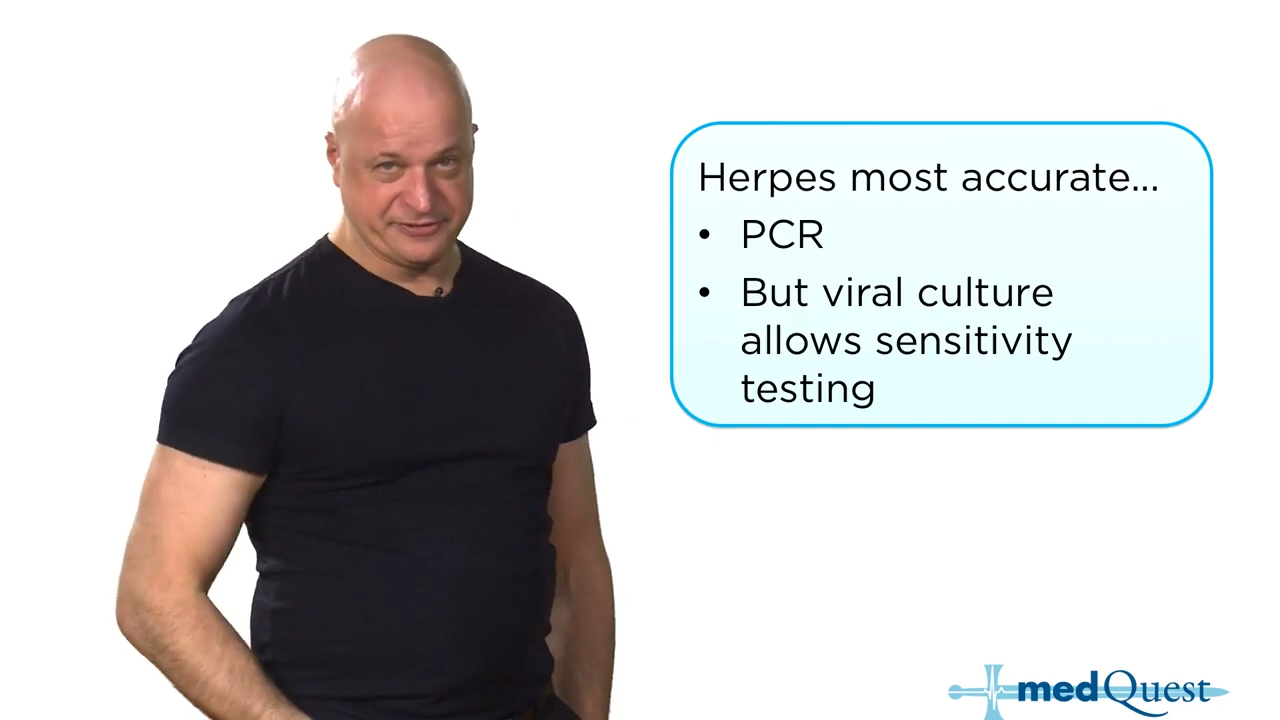 Herpes most accurate...
• PCR
• But viral culture
allows sensitivity
testing
medQuest